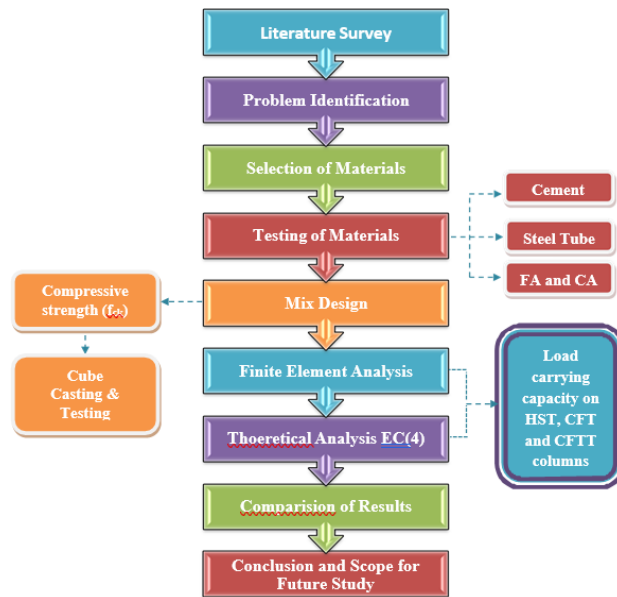 Literature Survey
Problem Identification
Selection of Materials
Testing of Materials
Cement
Steel Tube
FA and CA
Mix Design
Compressive
strength (fck)
Cube
Casting &
Testing
Finite Element Analysis
Thoeretical Analysis EC(4)
Load
carrying
capacity on
HST, CFT
and CFTT
columns
Comparision of Results
Conclusion and Scope for
Future Study